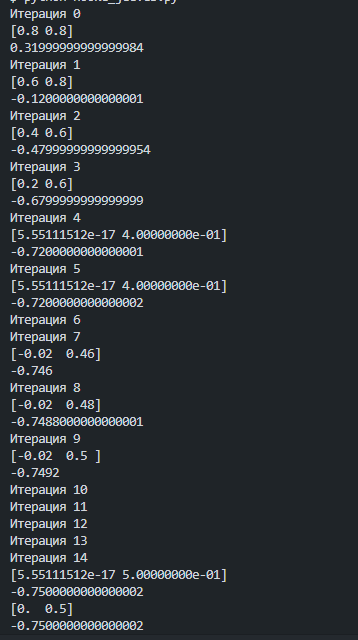 Итерация 0
[0.8 0.8]
0.31999999999999984
Итерация 1
[0.6 0.8]
-0.1200000000000001
Итерация 2
[0.4 0.6]
-0.47999999999999954
Итерация 3
[0.2 0.6]
-0.6799999999999999
Итерация 4
[5.55111512e-17 4.00000000e-01]
-0.7200000000000001
Итерация 5
[5.55111512e-17 4.00000000e-01]
-0.7200000000000002
Итерация 6
Итерация 7
[-0.02  0.46]
-0.746
Итерация 8
[-0.02  0.48]
-0.7488000000000001
Итерация 9
[-0.02  0.5 ]
-0.7492
Итерация 10
Итерация 11
Итерация 12
Итерация 13
Итерация 14
[5.55111512e-17 5.00000000e-01]
-0.7500000000000002
[0.  0.5]
-0.7500000000000002